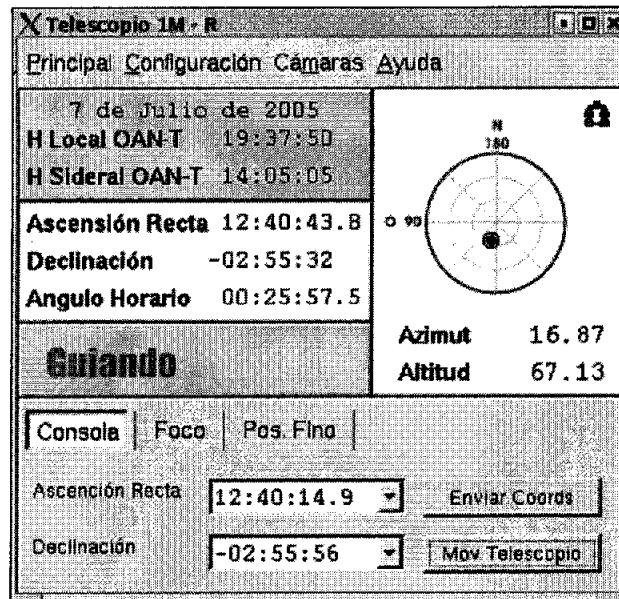 Telescopio 1M - R
Principal Configuración Cámaras Ayuda
7 de Julio de 2005
H Local OAN-T 19:37:50
H Sideral OAN-T 14:05:05
Ascensión Recta 12:40:43.8
Declinación -02:55:32
Angulo Horario 00:25:57.5
Guiando
N
180
O 90
Azimut 16.87
Altitud 67.13
Consola Foco Pos. Fino
Ascención Recta 12:40:14.9 Enviar Coords
Declinación -02:55:56 Mov Telescopio